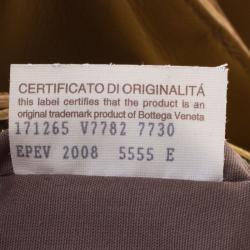 CERTIFICATO DI ORIGINALITÁ
this label certifies that the product is an
original trademark product of Bottega Veneta
171265 V7782 7730
EPEV 2008 5555 E